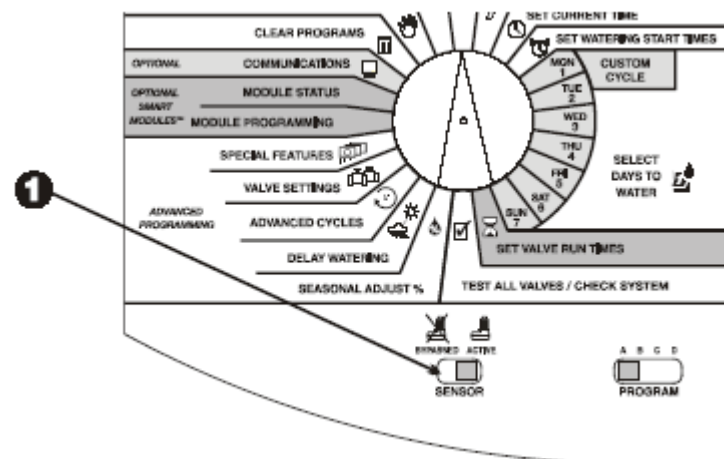 SET CURRENT TIME
CLEAR PROGRAMS
SET WATERING START TIMES
OPTIONAL
COMMUNICATIONS
MON
1
CUSTOM
CYCLE
OPTIONAL
SMART
MODULES™
MODULE STATUS
TUE
2
MODULE PROGRAMMING
WED
3
SPECIAL FEATURES
THU
4
SELECT
DAYS TO
WATER
1
VALVE SETTINGS
FRI
5
SAT
6
ADVANCED
PROGRAMMING
ADVANCED CYCLES
SUN
7
SET VALVE RUN TIMES
DELAY WATERING
SEASONAL ADJUST %
TEST ALL VALVES / CHECK SYSTEM
BYPASSED ACTIVE
A B C D
SENSOR
PROGRAM